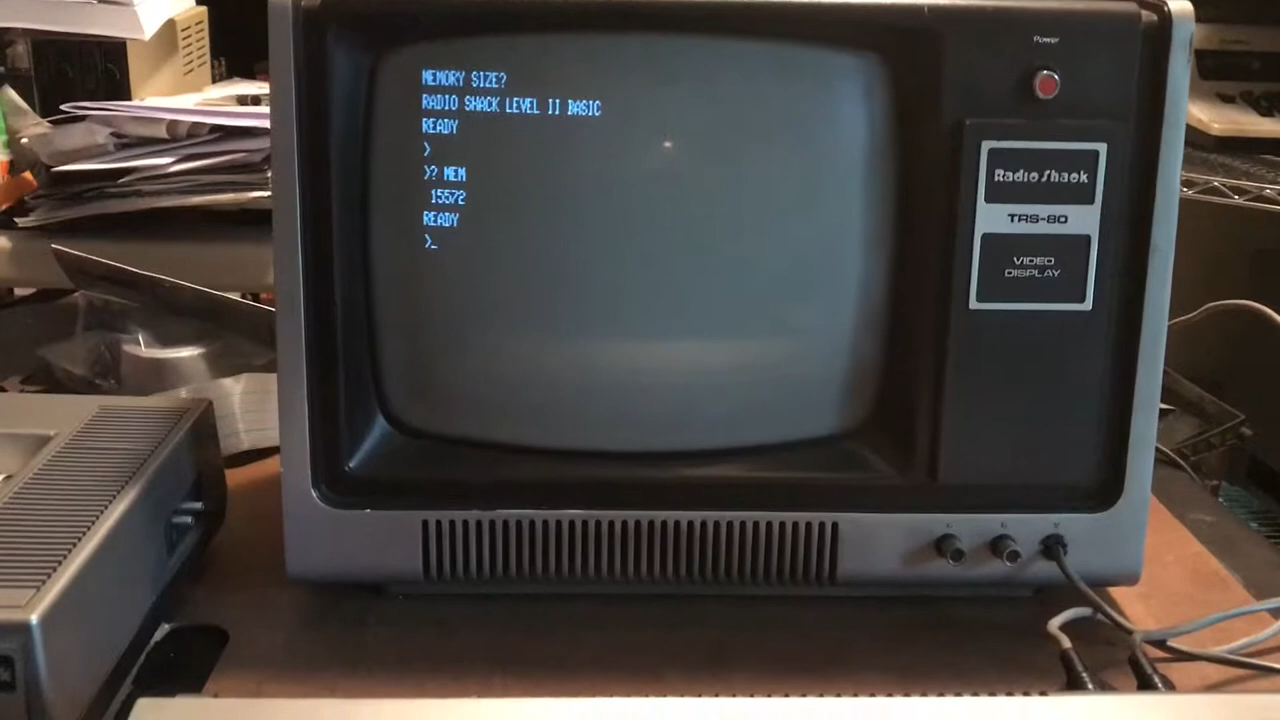 MEMORY SIZE?
RADIO SHACK LEVEL II BASIC
READY
>
>? MEM
15572
READY
>_
Power
Radio Shack
TRS-80
VIDEO
DISPLAY